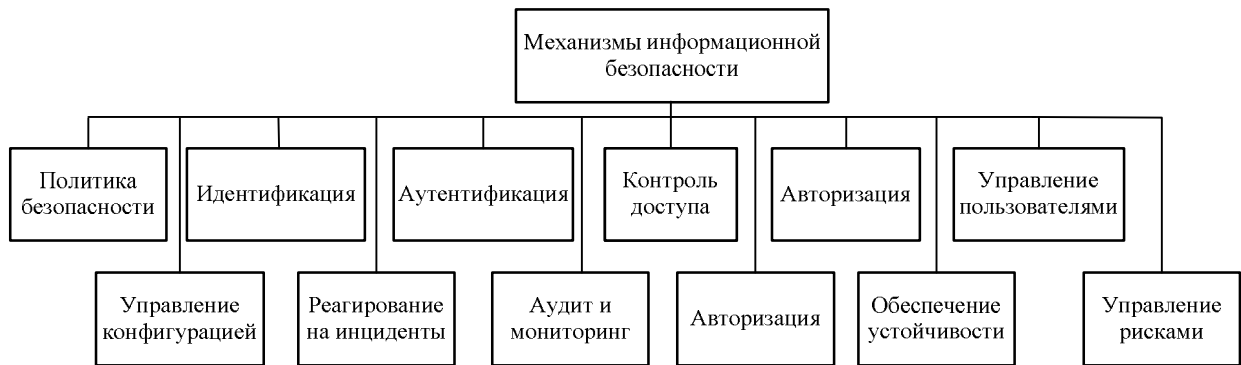 Механизмы информационной
безопасности
Политика
безопасности
Идентификация
Аутентификация
Контроль
доступа
Авторизация
Управление
пользователями
Управление
конфигурацией
Реагирование
на инциденты
Аудит и
мониторинг
Авторизация
Обеспечение
устойчивости
Управление
рисками